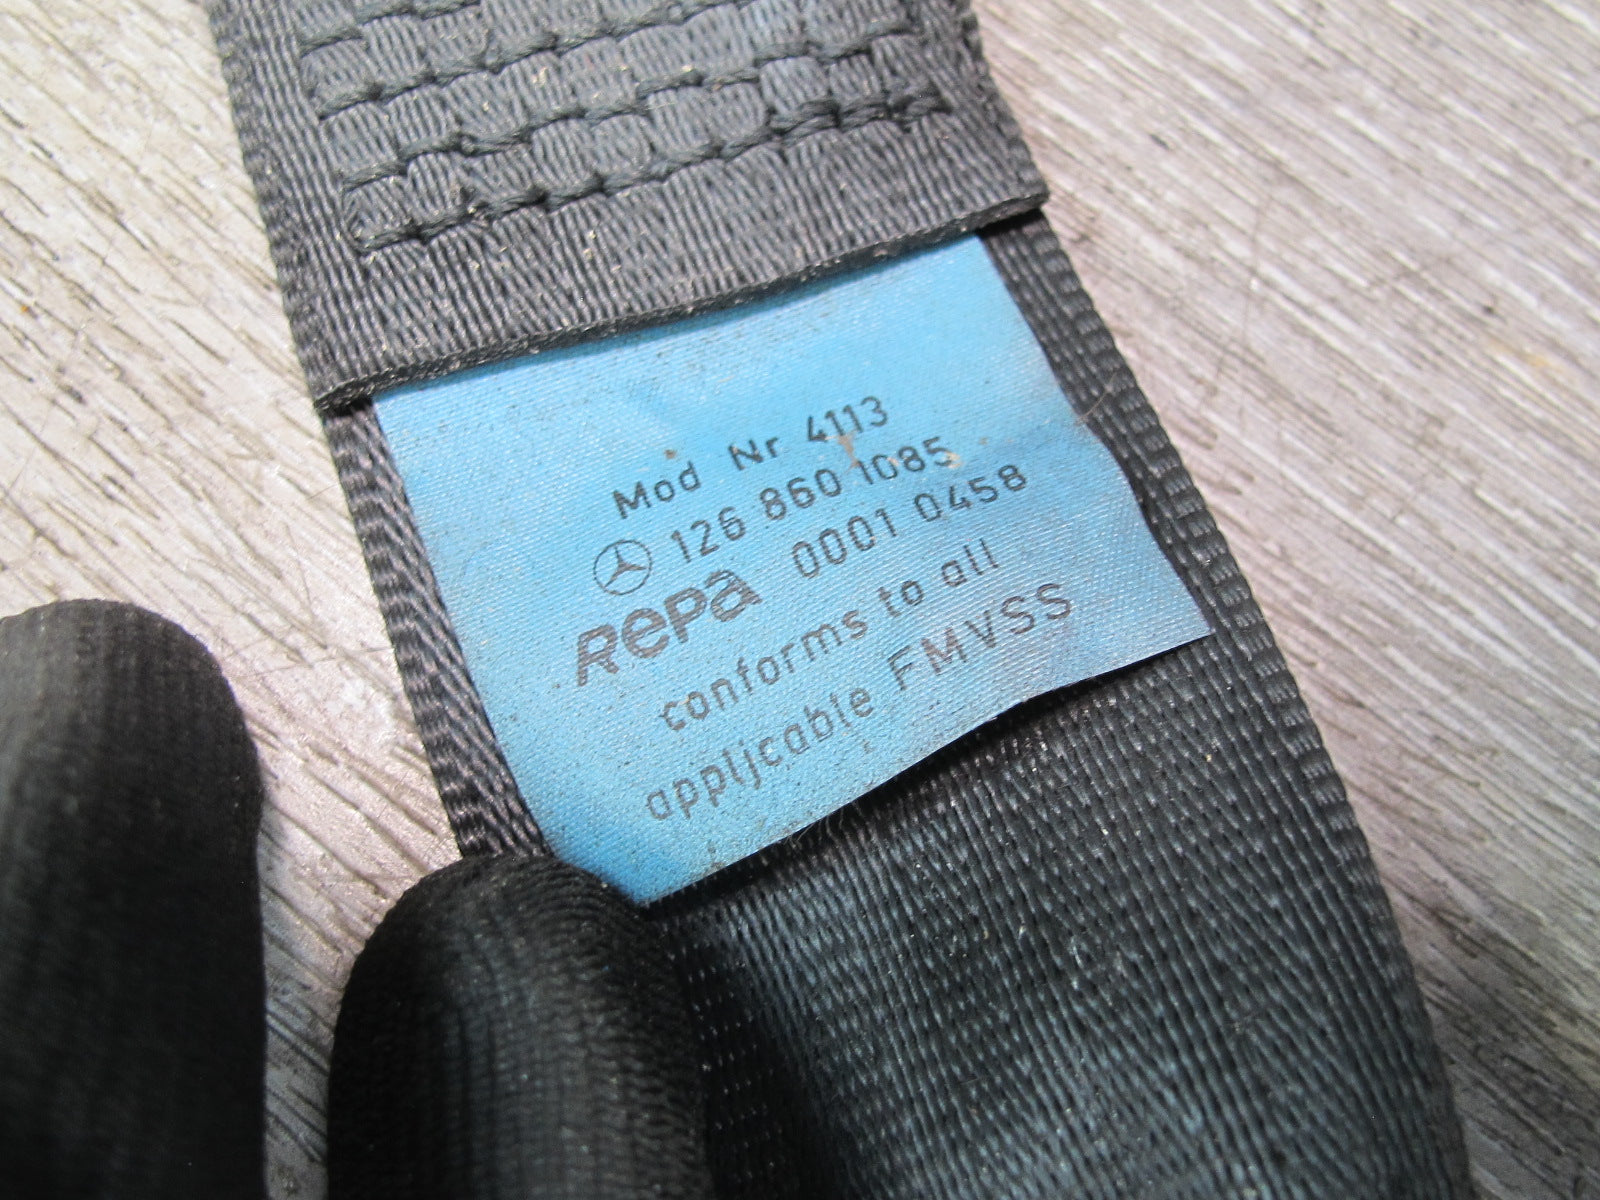 Mod Nr 4113
126 860 1085
Repa 0001 0458
conforms to all
applicable FMVSS